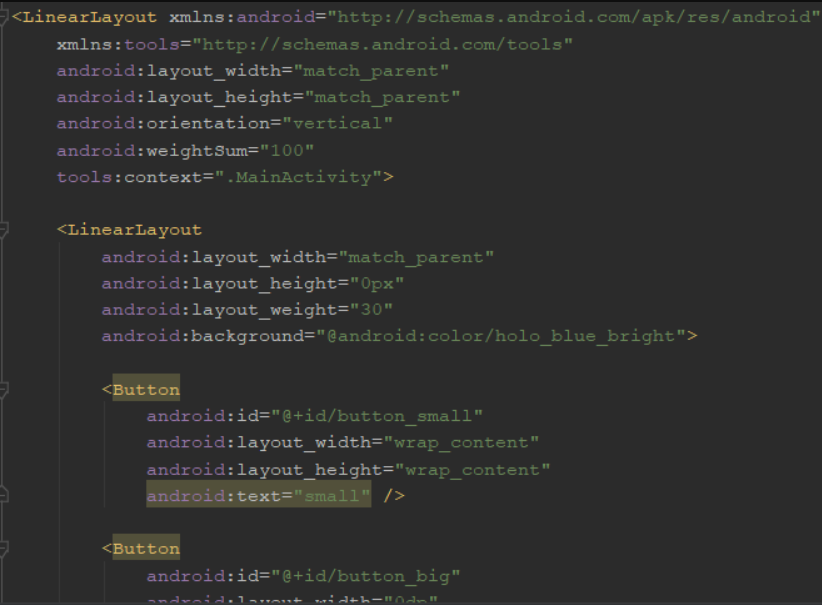 <LinearLayout xmlns:android="http://schemas.android.com/apk/res/android"
xmlns:tools="http://schemas.android.com/tools"
android:layout_width="match_parent"
android:layout_height="match_parent"
android:orientation="vertical"
android:weightSum="100"
tools:context=".MainActivity">
<LinearLayout
android:layout_width="match_parent"
android:layout_height="0px"
android:layout_weight="30"
android:background="@android:color/holo_blue_bright">
<Button
android:id="@+id/button_small"
android:layout_width="wrap_content"
android:layout_height="wrap_content"
android:text="small" />
<Button
android:id="@+id/button_big"
android:layout_width="0dp"